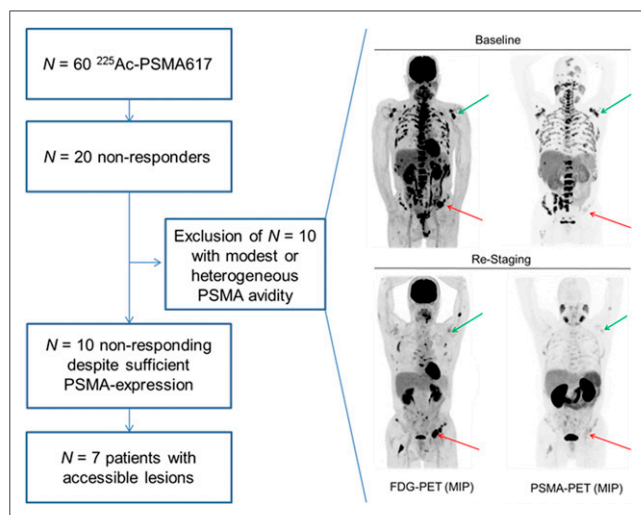 N = 60 ²²⁵Ac-PSMA617
N = 20 non-responders
Exclusion of N = 10
with modest or
heterogeneous
PSMA avidity
N = 10 non-responding
despite sufficient
PSMA-expression
N = 7 patients with
accessible lesions
Baseline
Re-Staging
FDG-PET (MIP) PSMA-PET (MIP)